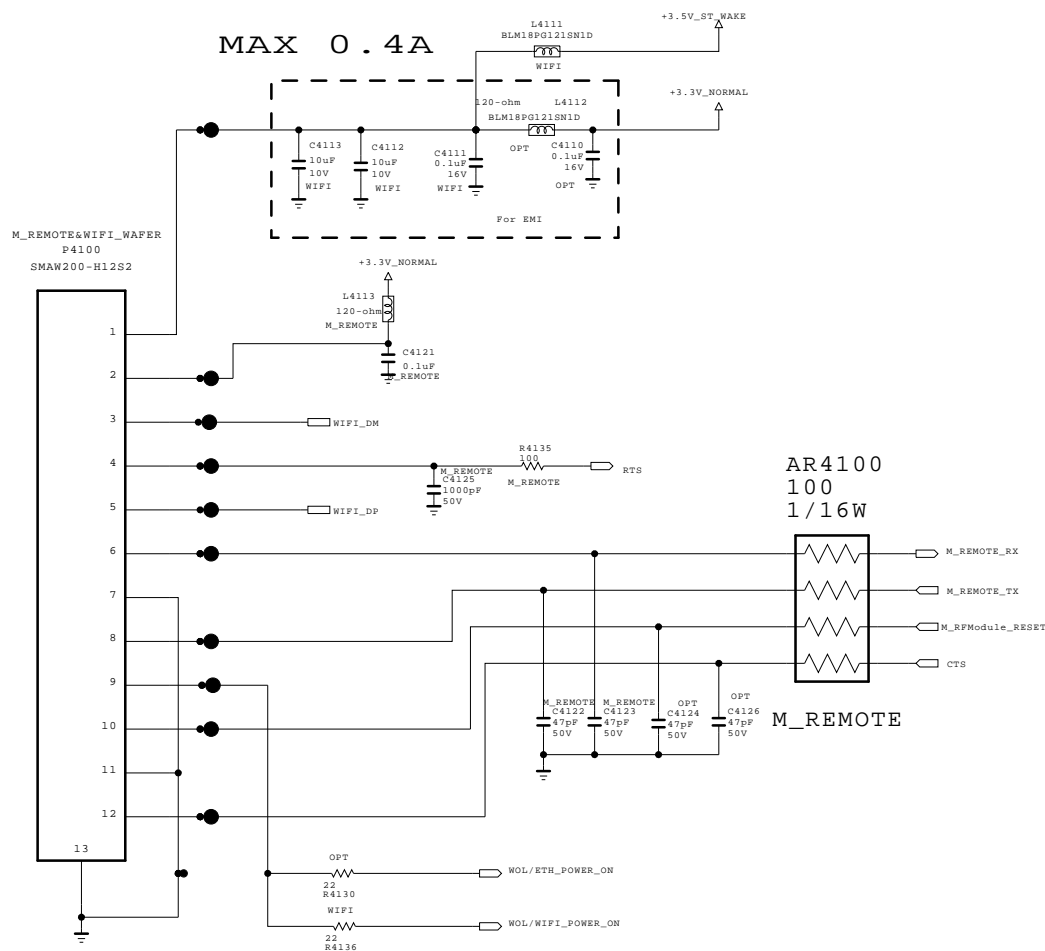 L4111
BLM18PG121SN1D
WIFI
+3.5V_ST_WAKE
MAX 0.4A
120-ohm
L4112
BLM18PG121SN1D
OPT
+3.3V_NORMAL
C4113
10uF
10V
WIFI
C4112
10uF
10V
WIFI
C4111
0.1uF
16V
WIFI
C4110
0.1uF
16V
OPT
For EMI
M_REMOTE&WIFI_WAFER
P4100
SMAW200-H12S2
+3.3V_NORMAL
L4113
120-ohm
M_REMOTE
C4121
0.1uF
M_REMOTE
1
2
3
WIFI_DM
4
M_REMOTE
C4125
1000pF
50V
R4135
100
M_REMOTE
RTS
5
WIFI_DP
AR4100
100
1/16W
6
M_REMOTE_RX
7
M_REMOTE_TX
8
M_RFModule_RESET
9
CTS
10
M_REMOTE
C4122
47pF
50V
M_REMOTE
C4123
47pF
50V
OPT
C4124
47pF
50V
OPT
C4126
47pF
50V
M_REMOTE
11
12
13
OPT
22
R4130
WOL/ETH_POWER_ON
WIFI
22
R4136
WOL/WIFI_POWER_ON